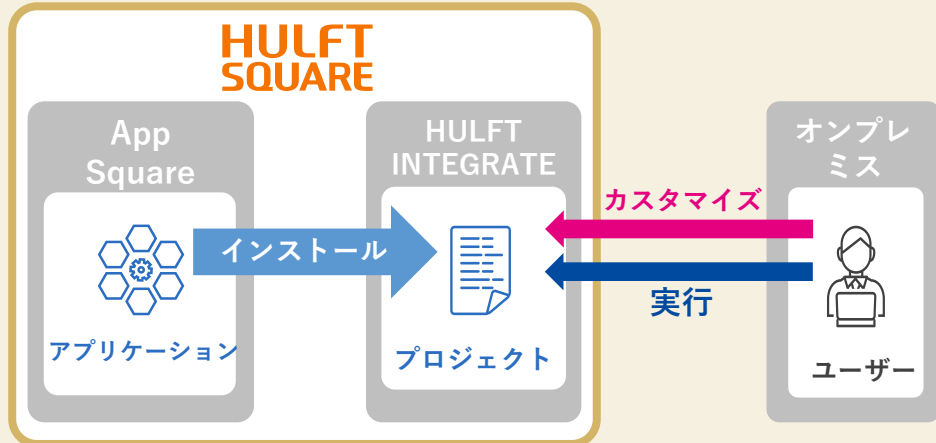 HULFT
SQUARE
App
Square
HULFT
INTEGRATE
オンプレ
ミス
カスタマイズ
インストール
実行
アプリケーション
プロジェクト
ユーザー